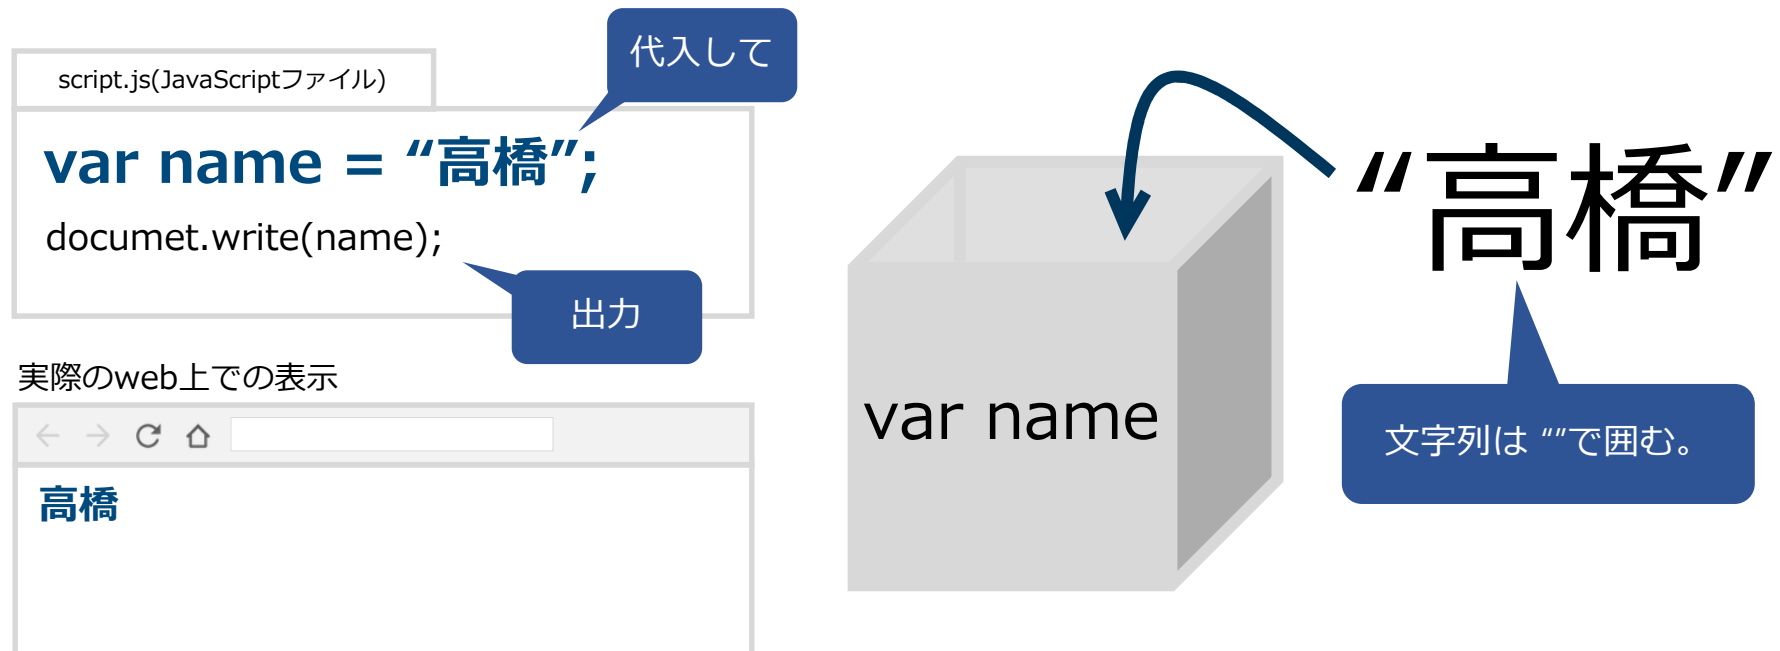 代入して
script.js(JavaScriptファイル)
var name = “高橋”;
documet.write(name);
出力
実際のweb上での表示
高橋
var name
“高橋”
文字列は “”で囲む。